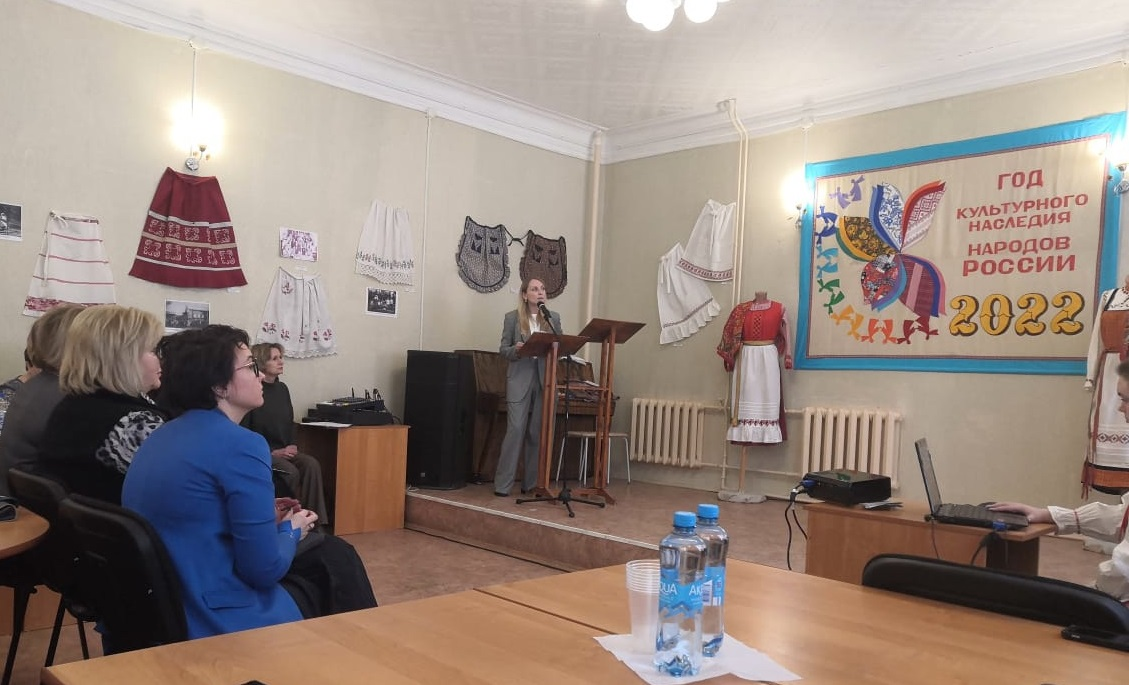 ГОД
КУЛЬТУРНОГО
НАСЛЕДИЯ
НАРОДОВ
РОССИИ
2022